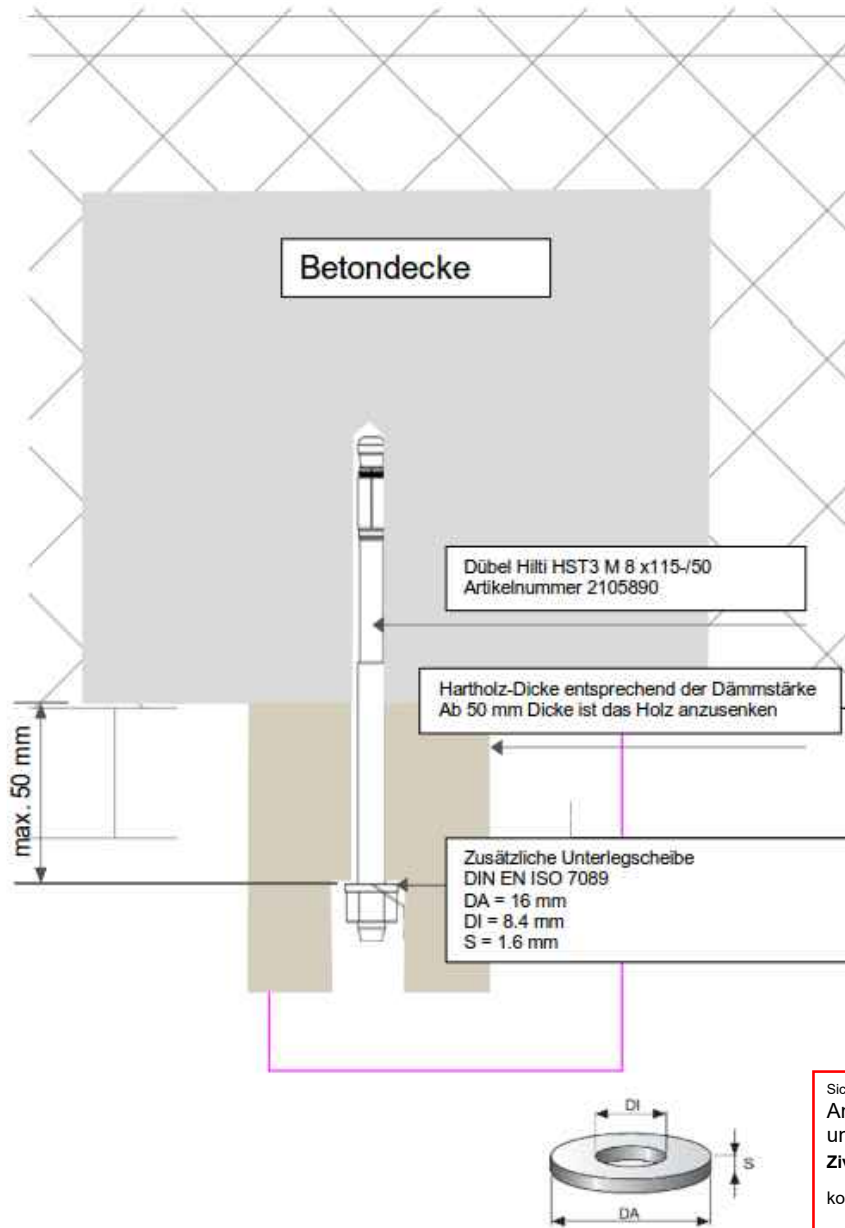 Betondecke
Dübel Hilti HST3 M 8 x115-/50
Artikelnummer 2105890
Hartholz-Dicke entsprechend der Dämmstärke
Ab 50 mm Dicke ist das Holz anzusenken
max. 50 mm
Zusätzliche Unterlegscheibe
DIN EN ISO 7089
DA = 16 mm
DI = 8.4 mm
S = 1.6 mm
DI
S
DA